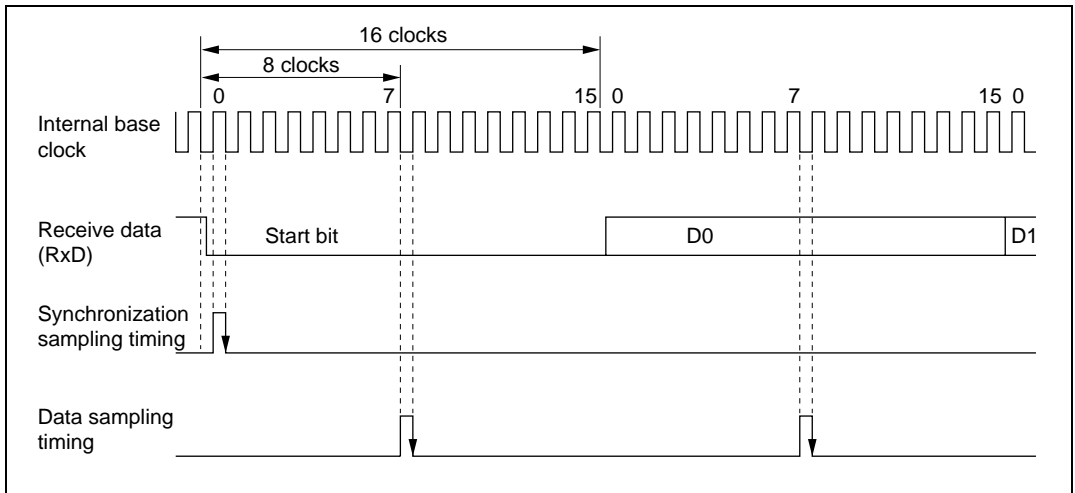 16 clocks
8 clocks
0 7 15 0 7 15 0
Internal base
clock
Receive data
(RxD)
Start bit D0 D1
Synchronization
sampling timing
Data sampling
timing